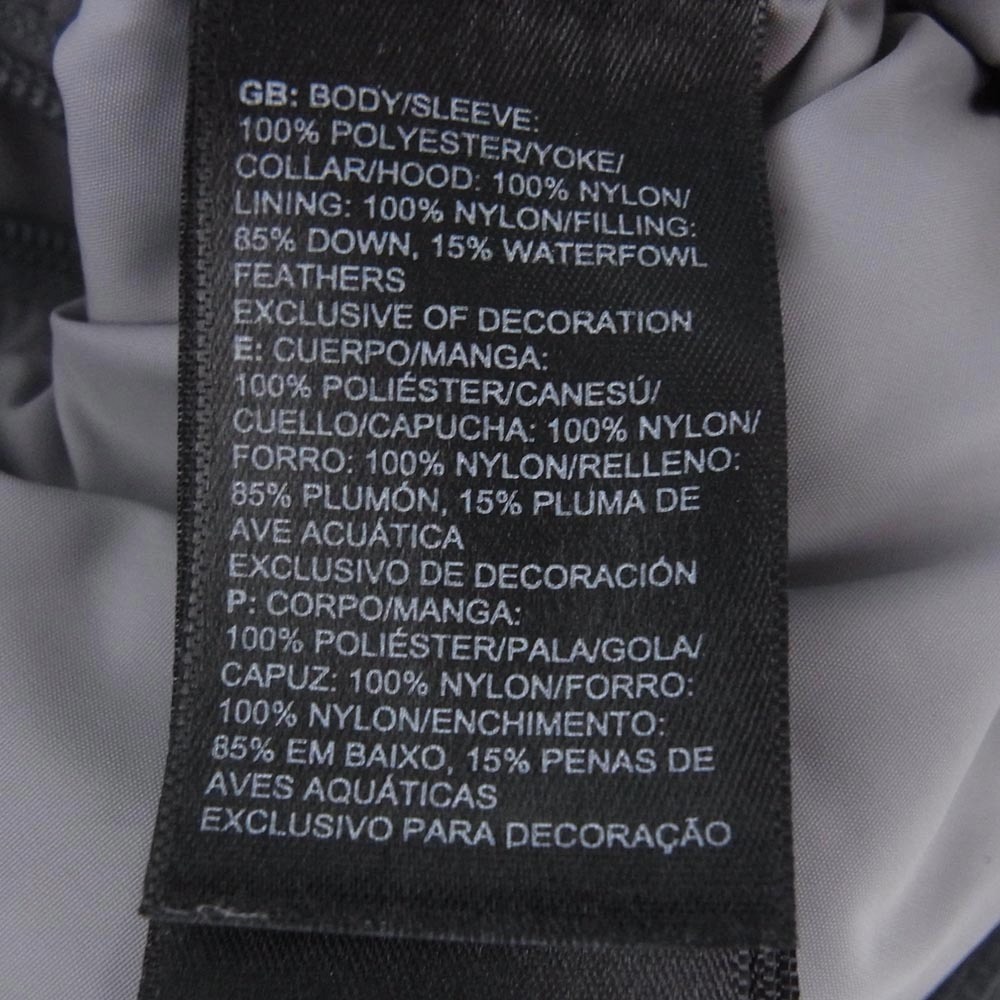 GB: BODY/SLEEVE:
100% POLYESTER/YOKE/
COLLAR/HOOD: 100% NYLON/
LINING: 100% NYLON/FILLING:
85% DOWN, 15% WATERFOWL
FEATHERS
EXCLUSIVE OF DECORATION
E: CUERPO/MANGA:
100% POLIÉSTER/CANESÚ/
CUELLO/CAPUCHA: 100% NYLON/
FORRO: 100% NYLON/RELLENO:
85% PLUMÓN, 15% PLUMA DE
AVE ACUÁTICA
EXCLUSIVO DE DECORACIÓN
P: CORPO/MANGA:
100% POLIÉSTER/PALA/GOLA/
CAPUZ: 100% NYLON/FORRO:
100% NYLON/ENCHIMENTO:
85% EM BAIXO, 15% PENAS DE
AVES AQUÁTICAS
EXCLUSIVO PARA DECORAÇÃO